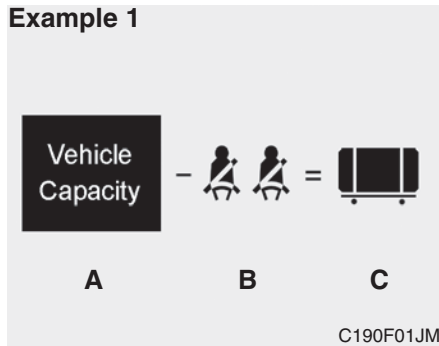 Example 1
Vehicle
Capacity
- =
A B C
C190F01JM